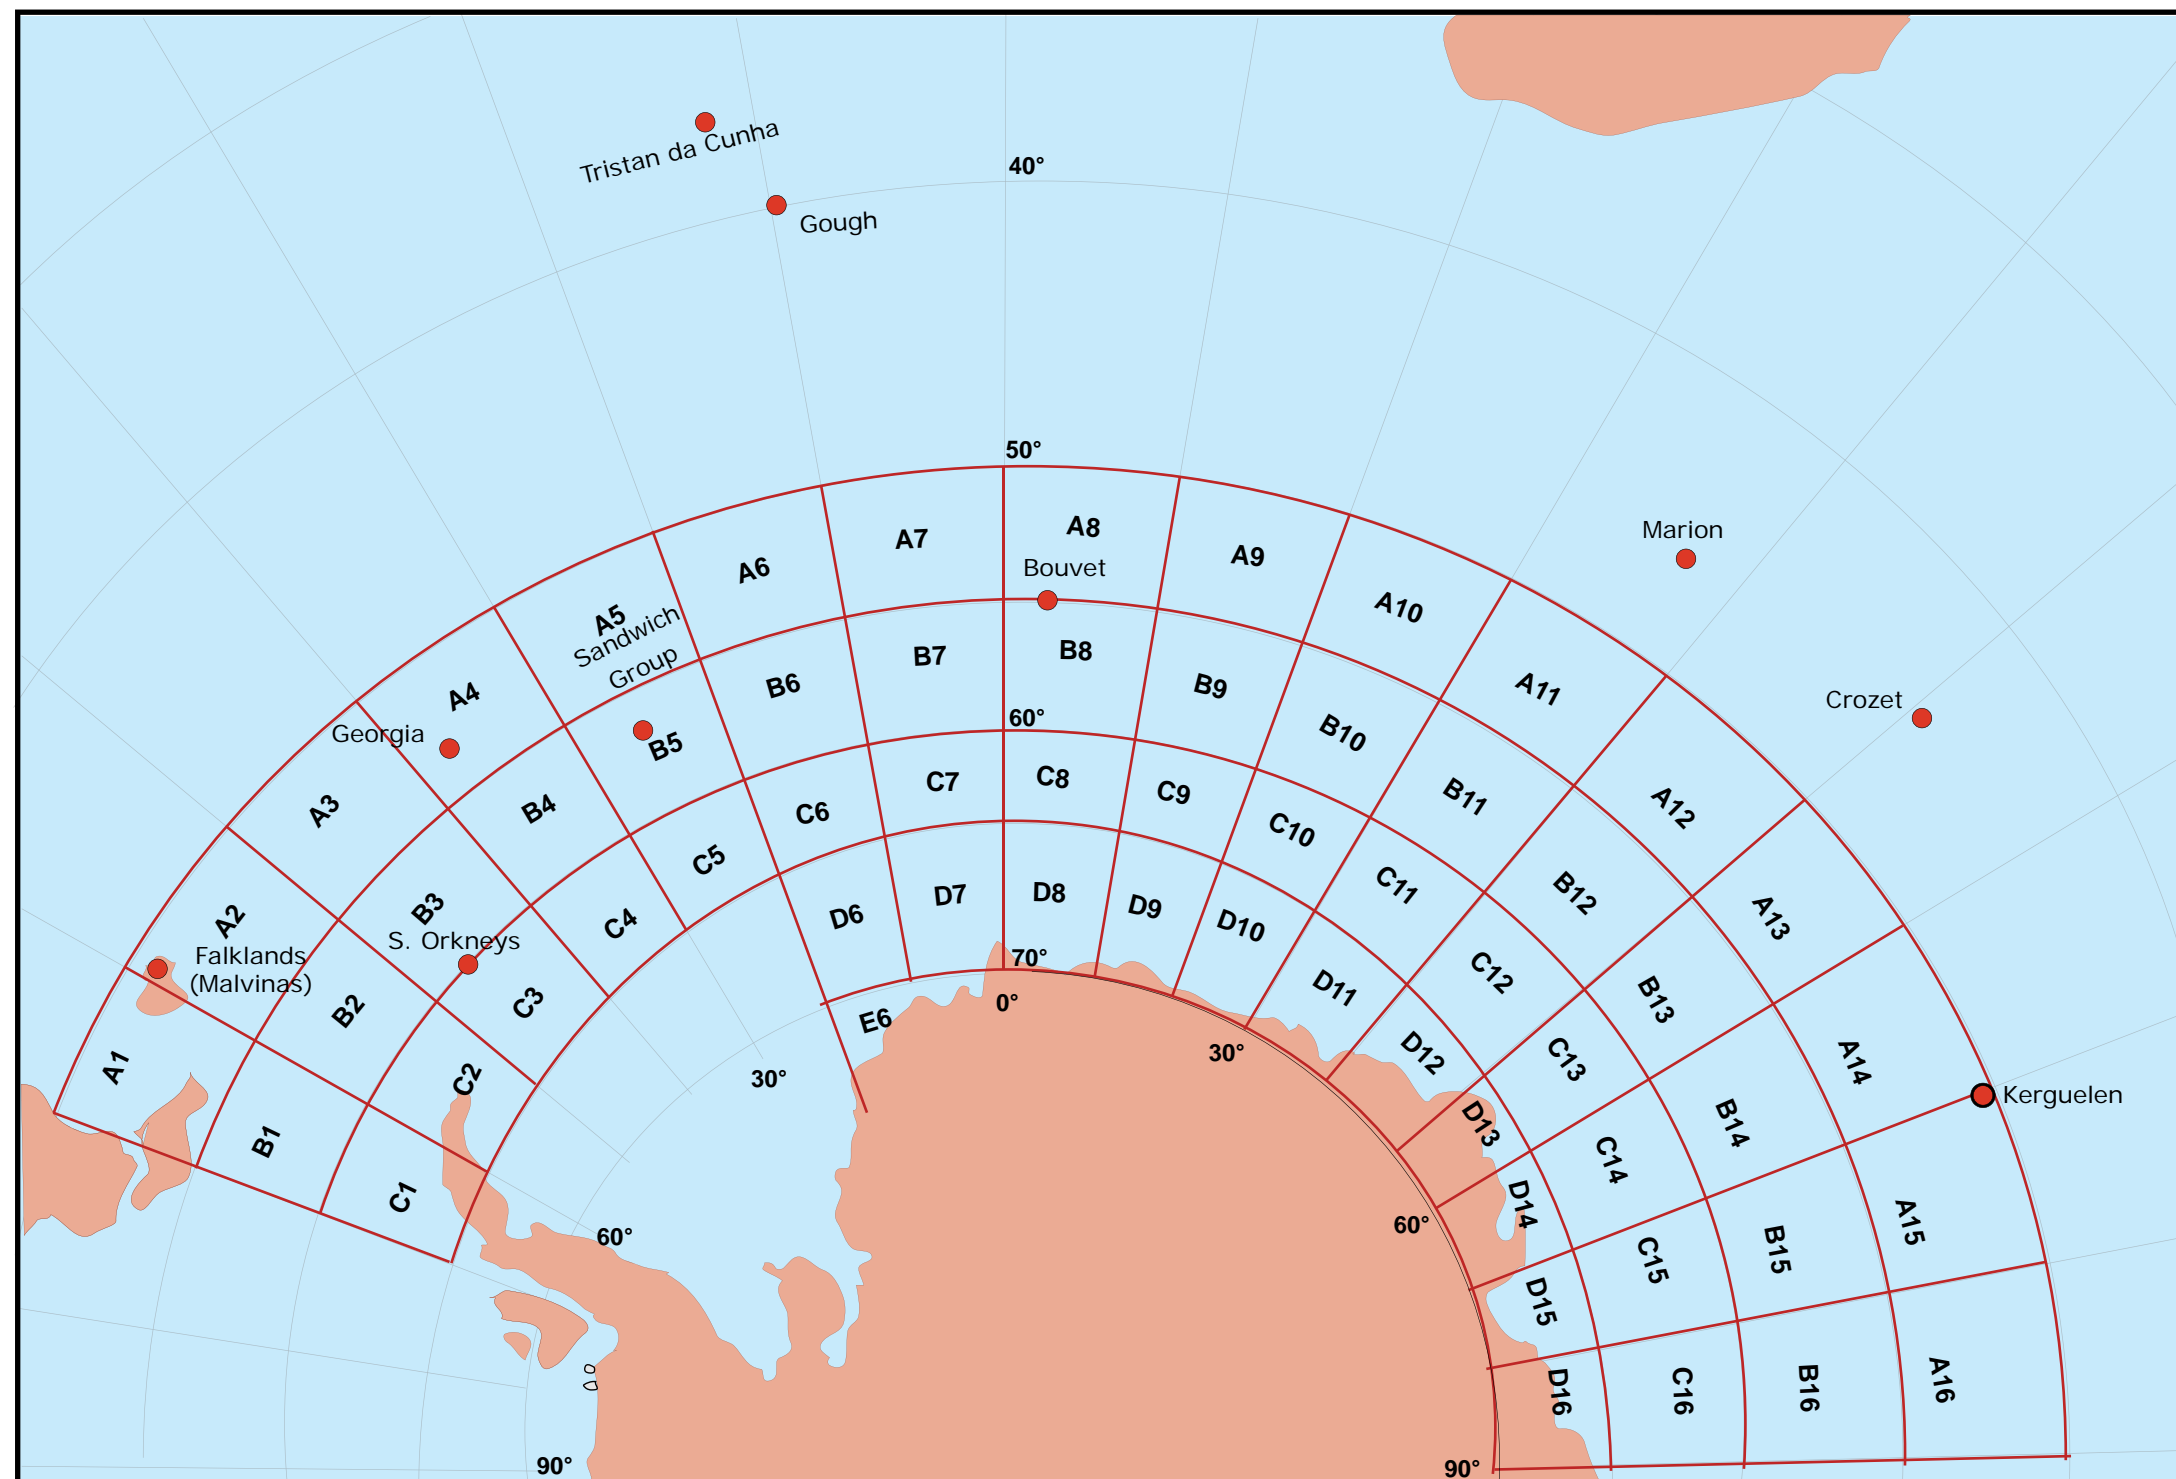 Tristan da Cunha
Gough
40°
50°
Marion
Crozet
Kerguelen
Bouvet
Sandwich
Group
Georgia
S. Orkneys
Falklands
(Malvinas)
A1
A2
A3
A4
A5
A6
A7
A8
A9
A10
A11
A12
A13
A14
A15
A16
B1
B2
B3
B4
B5
B6
B7
B8
B9
B10
B11
B12
B13
B14
B15
B16
60°
C1
C2
C3
C4
C5
C6
C7
C8
C9
C10
C11
C12
C13
C14
C15
C16
D6
D7
D8
D9
D10
D11
D12
D13
D14
D15
D16
70°
E6
0°
30°
30°
60°
60°
90°
90°